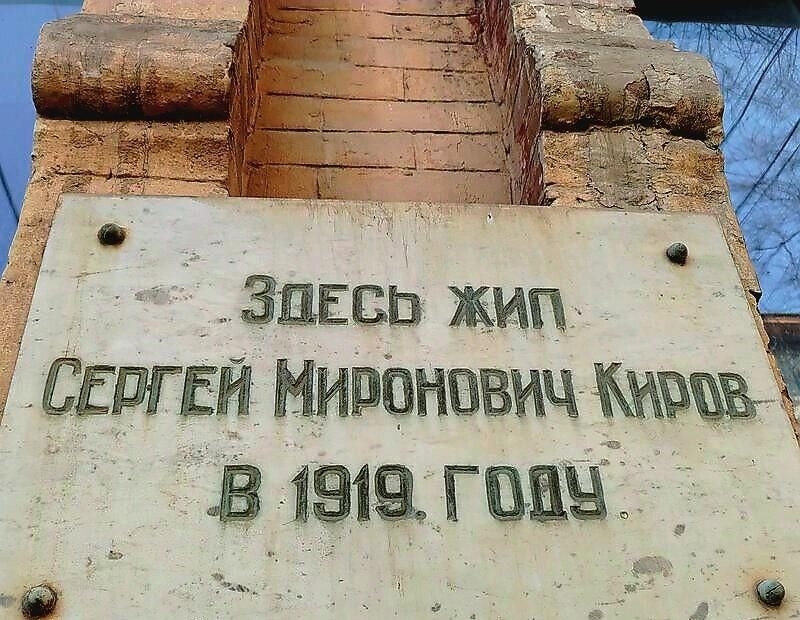 Здесь жил
Сергей Миронович Киров
в 1919. году.